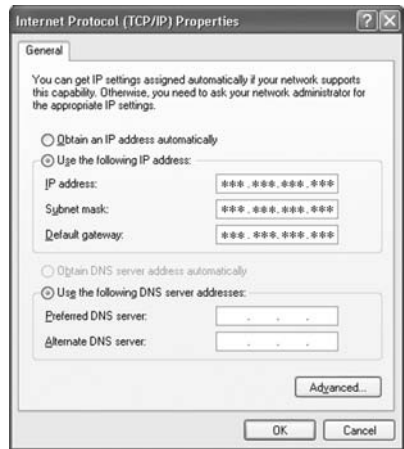 Internet Protocol (TCP/IP) Properties
General
You can get IP settings assigned automatically if your network supports
this capability. Otherwise, you need to ask your network administrator for
the appropriate IP settings.
Obtain an IP address automatically
Use the following IP address:
IP address: ***.***.***.***
Subnet mask: ***.***.***.***
Default gateway: ***.***.***.***
Obtain DNS server address automatically
Use the following DNS server addresses:
Preferred DNS server: . . .
Alternate DNS server: . . .
Advanced...
OK Cancel